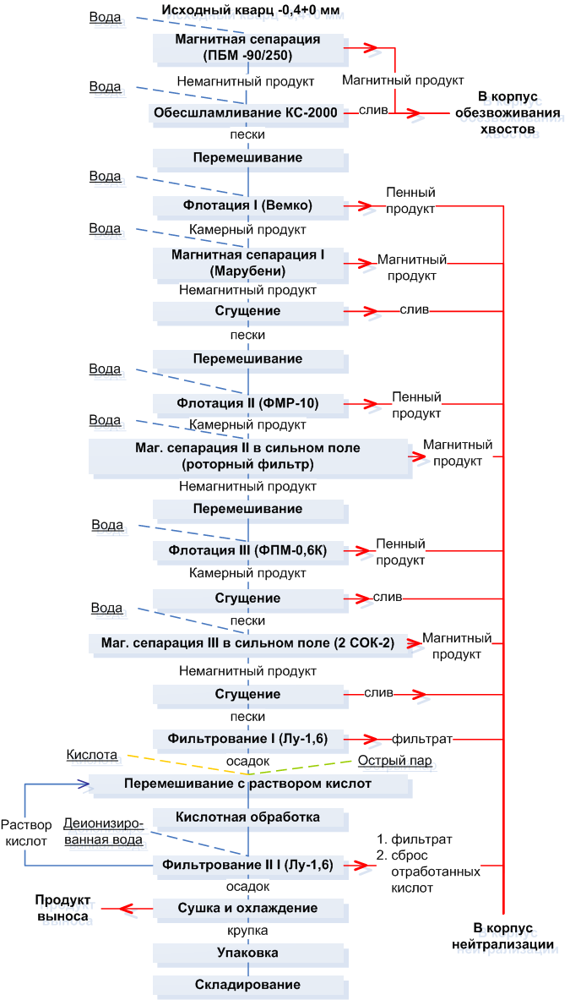 Исходный кварц -0,4+0 мм
Вода
Магнитная сепарация
(ПБМ -90/250)
Немагнитный продукт
Магнитный продукт
Вода
Обесшламливание КС-2000
слив
В корпус
обезвоживания
хвостов
пески
Перемешивание
Вода
Флотация I (Вемко)
Пенный
продукт
Камерный продукт
Вода
Магнитная сепарация I
(Марубени)
Магнитный
продукт
Немагнитный продукт
Сгущение
слив
пески
Перемешивание
Вода
Флотация II (ФМР-10)
Пенный
продукт
Камерный продукт
Вода
Маг. сепарация II в сильном поле
(роторный фильтр)
Магнитный
продукт
Немагнитный продукт
Перемешивание
Вода
Флотация III (ФПМ-0,6К)
Пенный
продукт
Камерный продукт
Сгущение
слив
пески
Вода
Маг. сепарация III в сильном поле (2 СОК-2)
Магнитный
продукт
Немагнитный продукт
Сгущение
слив
пески
Фильтрование I (Лу-1,6)
фильтрат
осадок
Кислота
Острый пар
Перемешивание с раствором кислот
Кислотная обработка
Раствор
кислот
Деионизиро-
ванная вода
Фильтрование II I (Лу-1,6)
1. фильтрат
2. сброс
отработанных
кислот
осадок
Продукт
выноса
Сушка и охлаждение
крупка
Упаковка
Складирование
В корпус
нейтрализации